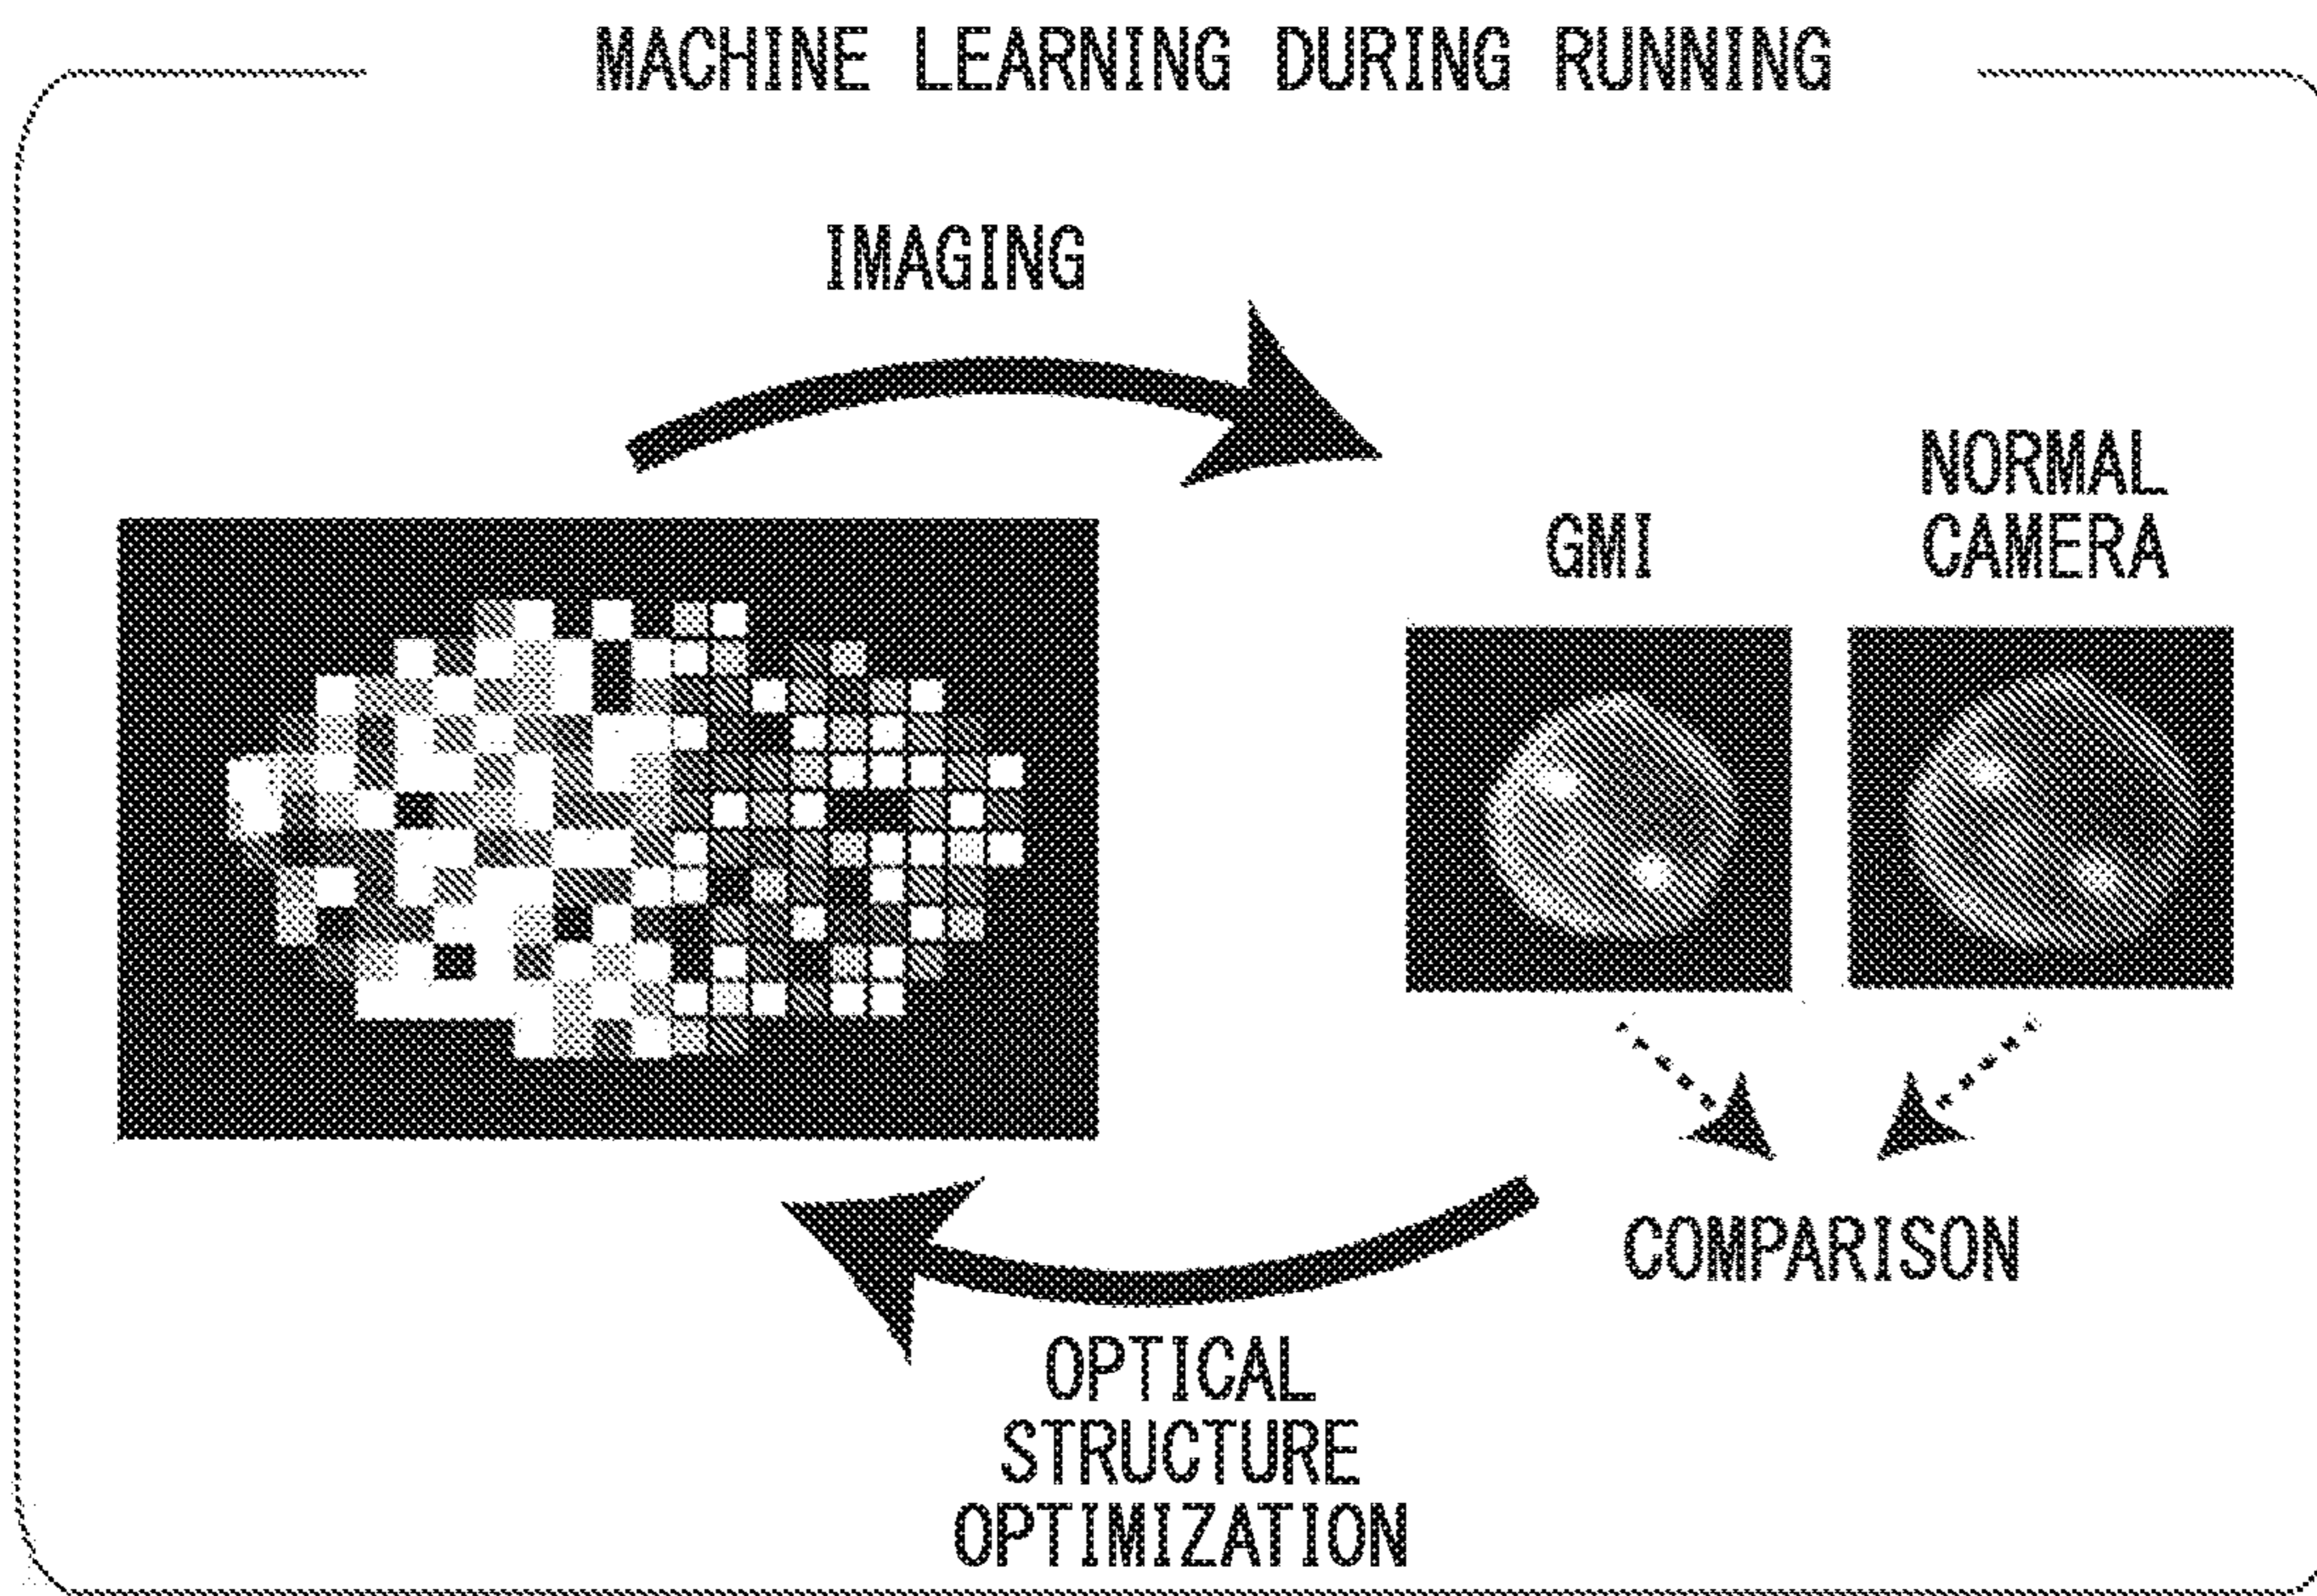 MACHINE LEARNING DURING RUNNING
IMAGING
GMI
NORMAL
CAMERA
COMPARISON
OPTICAL
STRUCTURE
OPTIMIZATION